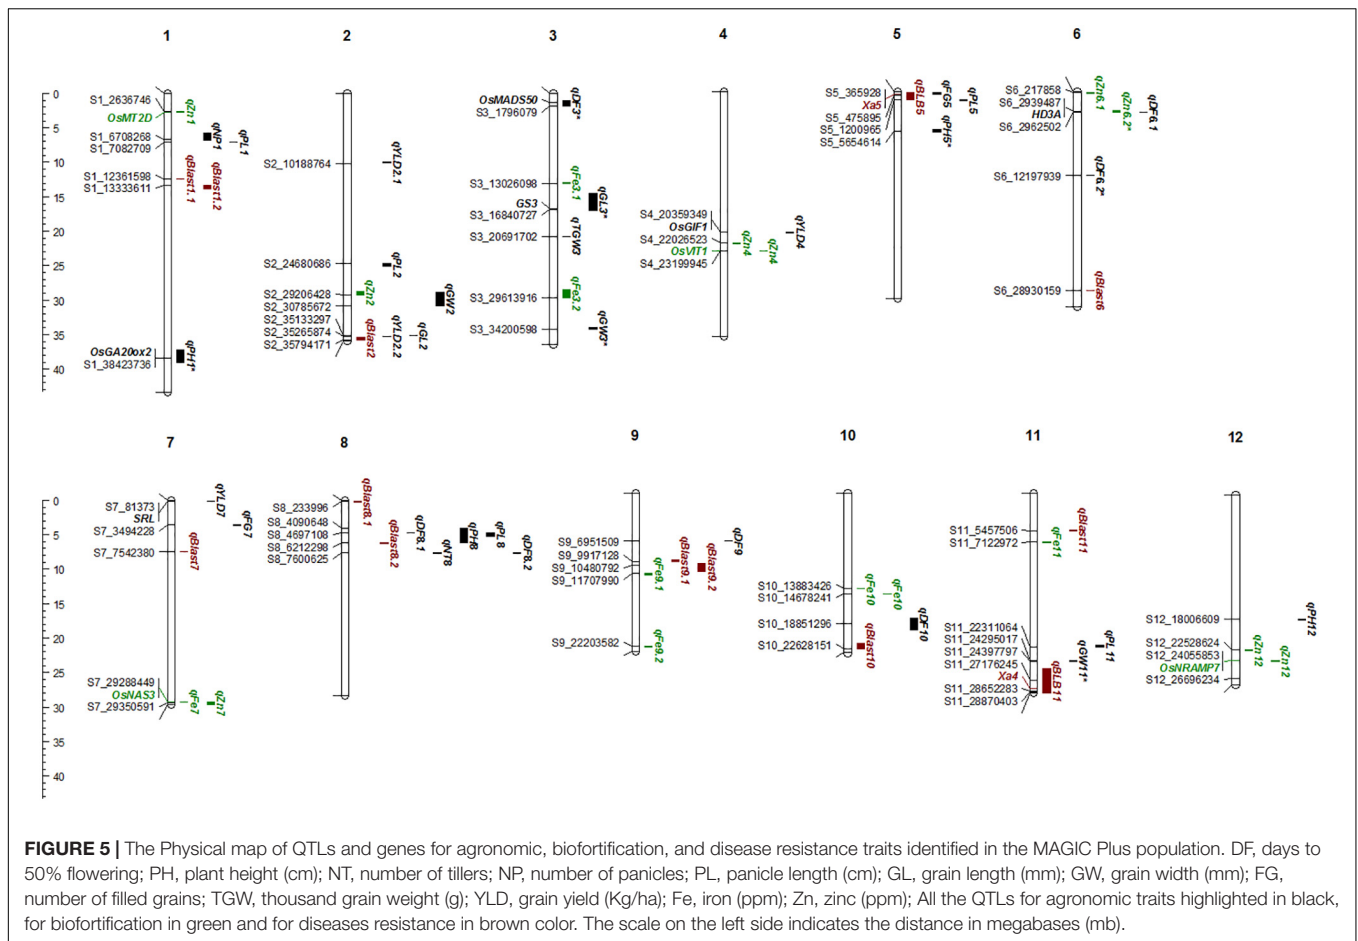 1
2
3
4
5
6
0
5
10
15
20
25
30
35
40
S1_2636746
OsMT2D
S1_6708268
S1_7082709
S1_12361598
S1_13333611
OsGA20ox2
S1_38423736
qZn1
qNP1
qPL1
qBlast1.1
qBlast1.2
qPH1*
S2_10188764
S2_24680686
S2_29206428
S2_30785672
S2_35133297
S2_35265874
S2_35794171
qYLD2.1
qPL2
qZn2
qGW2
qBlast2
qYLD2.2
qGL2
OsMADS50
S3_1796079
S3_13026098
GS3
S3_16840727
S3_20691702
S3_29613916
S3_34200598
qDF3*
qFe3.1
qGL3*
qTGW3
qFe3.2
qGW3*
S4_20359349
OsGIF1
S4_22026523
OsVIT1
S4_23199945
qZn4
qZn4
qYLD4
S5_365928
Xa5
S5_475895
S5_1200965
S5_5654614
qBLB5
qFG5
qPL5
qPH5*
S6_217858
S6_2939487
HD3A
S6_2962502
S6_12197939
S6_28930159
qZn6.1
qZn6.2*
qDF6.1
qDF6.2*
qBlast6
7
8
9
10
11
12
0
5
10
15
20
25
30
35
40
S7_81373
SRL
S7_3494228
S7_7542380
S7_29288449
OsNAS3
S7_29350591
qYLD7
qFG7
qBlast7
qFe7
qZn7
S8_233996
S8_4090648
S8_4697108
S8_6212298
S8_7600625
qBlast8.1
qBlast8.2
qDF8.1
qNT8
qPH8
qPL8
qDF8.2
S9_6951509
S9_9917128
S9_10480792
S9_11707990
S9_22203582
qFe9.1
qBlast9.1
qBlast9.2
qDF9
qFe9.2
S10_13883426
S10_14678241
S10_18851296
S10_22628151
qFe10
qFe10
qDF10
qBlast10
S11_5457506
S11_7122972
S11_22311064
S11_24295017
S11_24397797
S11_27176245
Xa4
S11_28652283
S11_28870403
qFe11
qBlast11
qBLB11
qGW11*
qPL11
S12_18006609
S12_22528624
S12_24055853
OsNRAMP7
S12_26696234
qZn12
qZn12
qPH12
FIGURE 5 | The Physical map of QTLs and genes for agronomic, biofortification, and disease resistance traits identified in the MAGIC Plus population. DF, days to
50% flowering; PH, plant height (cm); NT, number of tillers; NP, number of panicles; PL, panicle length (cm); GL, grain length (mm); GW, grain width (mm); FG,
number of filled grains; TGW, thousand grain weight (g); YLD, grain yield (Kg/ha); Fe, iron (ppm); Zn, zinc (ppm); All the QTLs for agronomic traits highlighted in black,
for biofortification in green and for diseases resistance in brown color. The scale on the left side indicates the distance in megabases (mb).